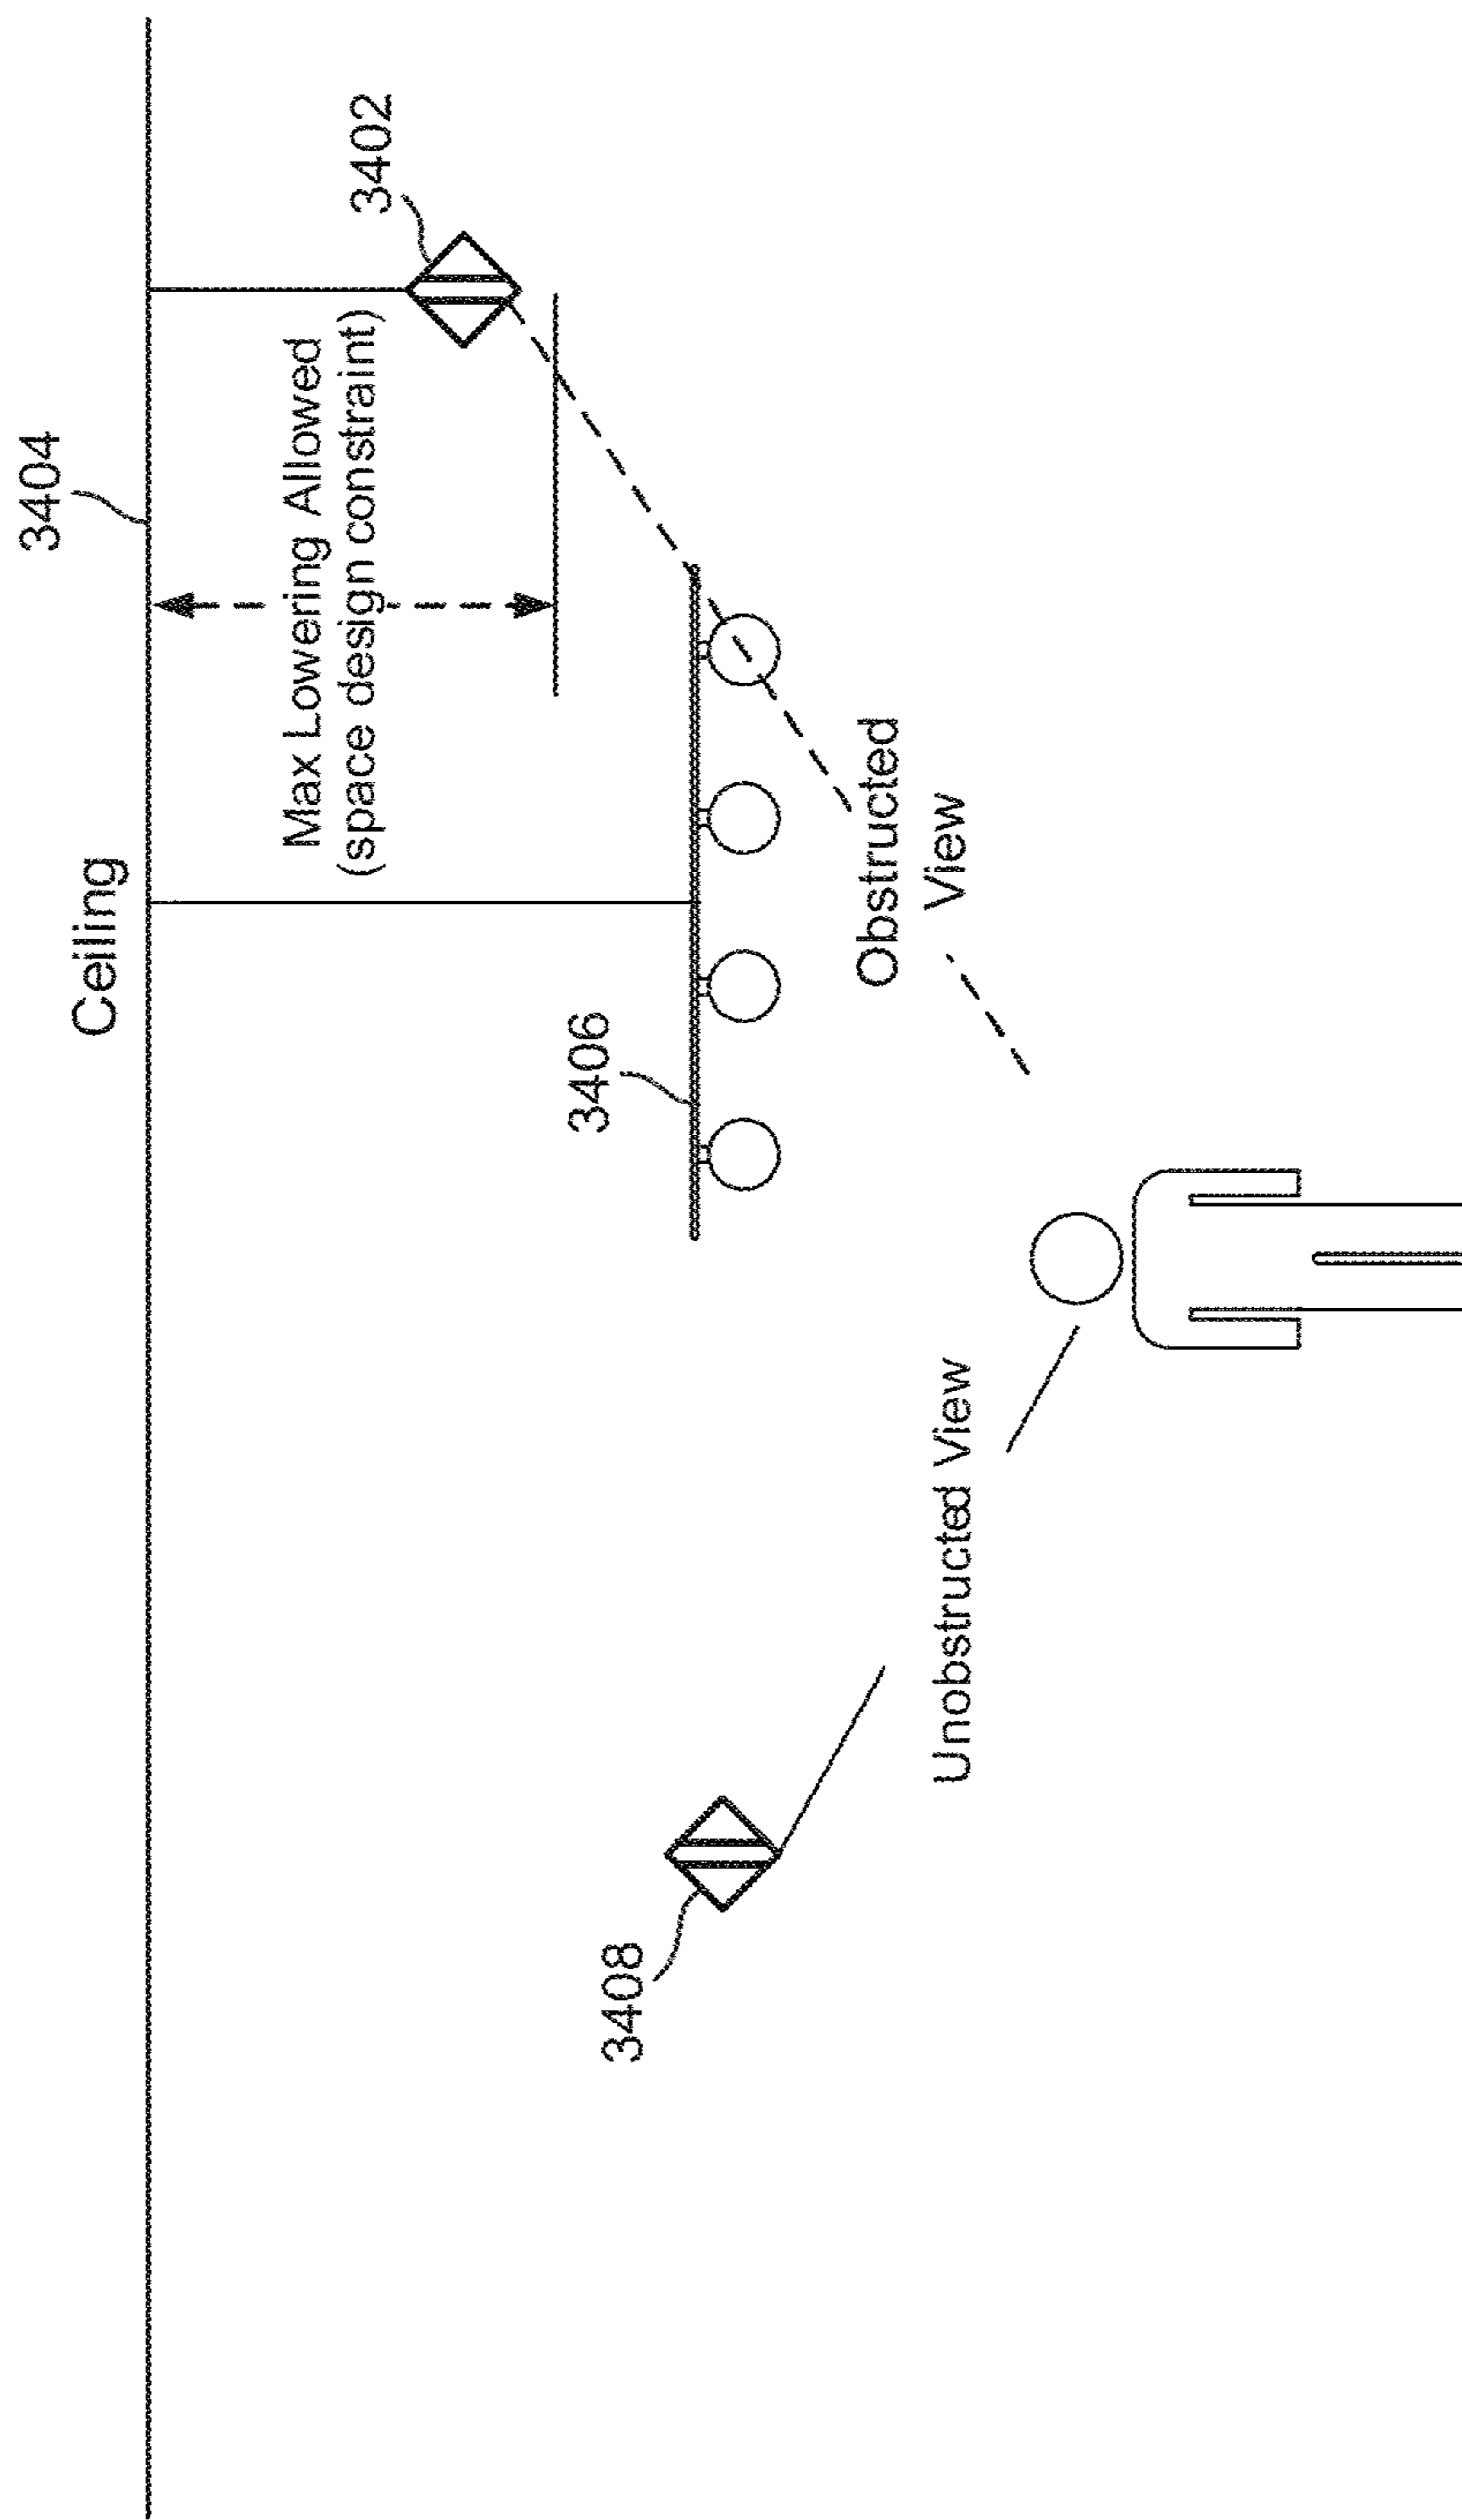 3404
Ceiling
Max Lowering Allowed
(space design constraint)
3402
3406
3408
Obstructed
View
Unobstructed View